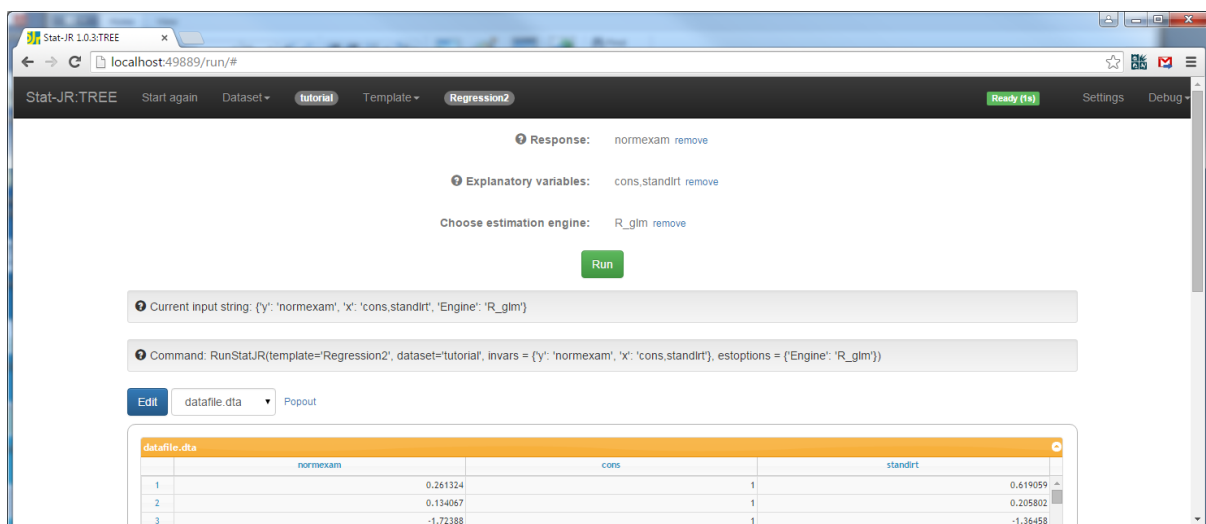 Stat-JR 1.0.3:TREE
localhost:49889/run/#
Stat-JR:TREE Start again Dataset tutorial Template Regression2 Ready (1s) Settings Debug
Response: normexam remove
Explanatory variables: cons,standlrt remove
Choose estimation engine: R_glm remove
Run
Current input string: {'y': 'normexam', 'x': 'cons,standlrt', 'Engine': 'R_glm'}
Command: RunStatJR(template='Regression2', dataset='tutorial', invars = {'y': 'normexam', 'x': 'cons,standlrt'}, estoptions = {'Engine': 'R_glm'})
Edit datafile.dta Popout
datafile.dta
normexam cons standlrt
1 0.261324 1 0.619059
2 0.134067 1 0.205802
3 -1.72388 1 -1.36458